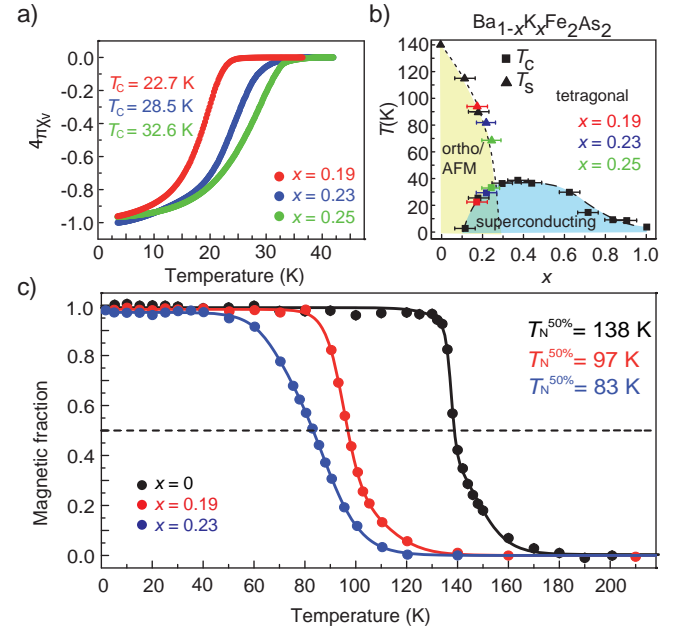 a)
4πχv
0.0
-0.2
-0.4
-0.6
-0.8
-1.0
TC = 22.7 K
TC = 28.5 K
TC = 32.6 K
x = 0.19
x = 0.23
x = 0.25
0 10 20 30 40
Temperature (K)
b)
Ba1-xKxFe2As2
T(K)
140
120
100
80
60
40
20
0
Tc
Ts
tetragonal
x = 0.19
x = 0.23
x = 0.25
ortho/
AFM
superconducting
0 0.2 0.4 0.6 0.8 1.0
x
c)
Magnetic fraction
1.0
0.8
0.6
0.4
0.2
0.0
TN50%= 138 K
TN50%= 97 K
TN50%= 83 K
x = 0
x = 0.19
x = 0.23
0 20 40 60 80 100 120 140 160 180 200
Temperature (K)